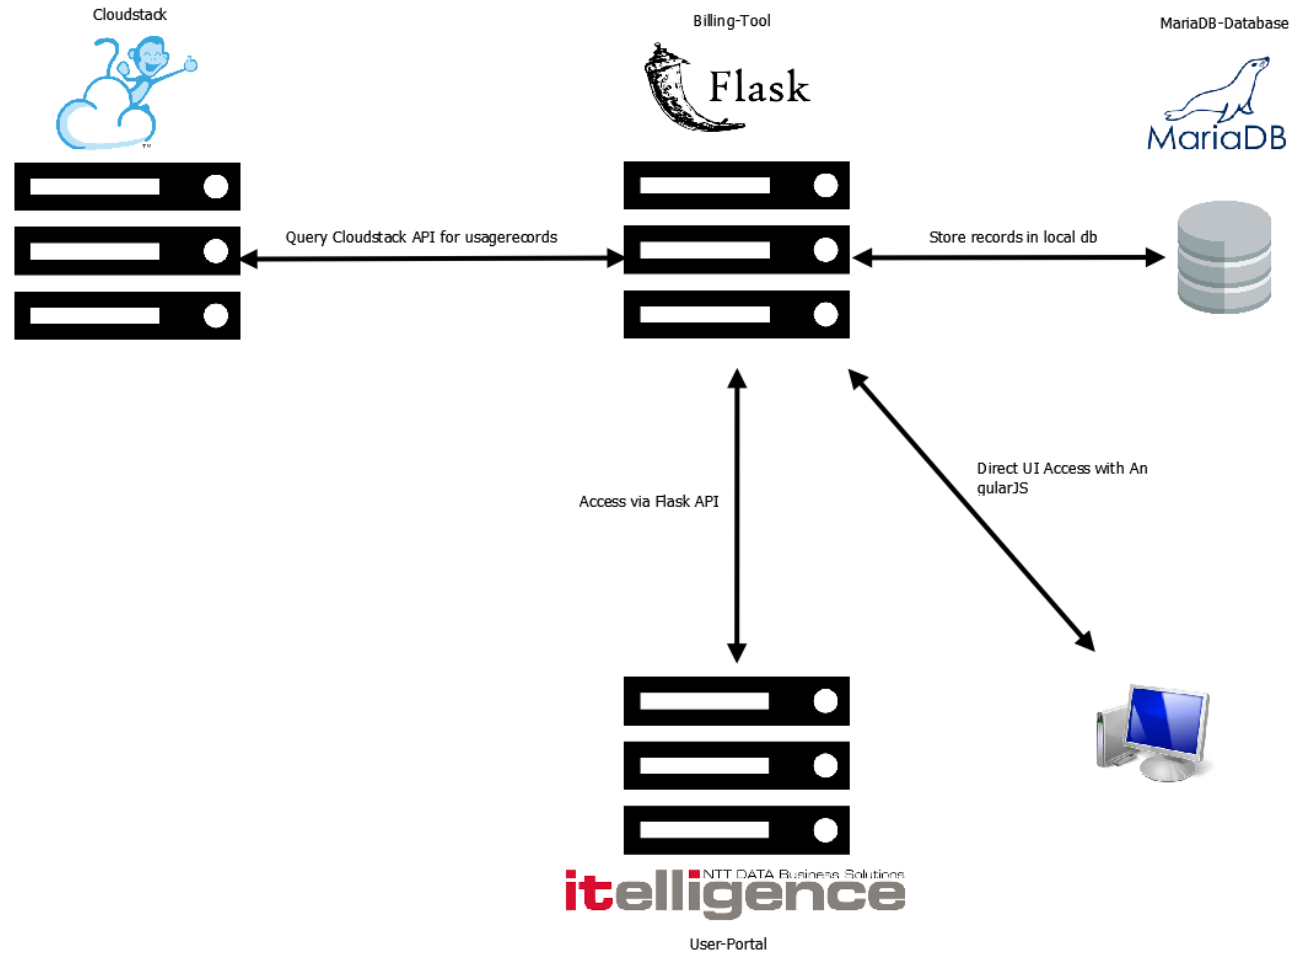 Cloudstack
Billing-Tool
MariaDB-Database
Flask
MariaDB
TM
Query Cloudstack API for usagerecords
Store records in local db
Direct UI Access with An
gularJS
Access via Flask API
NTT DATA Business Solutions
itelligence
User-Portal